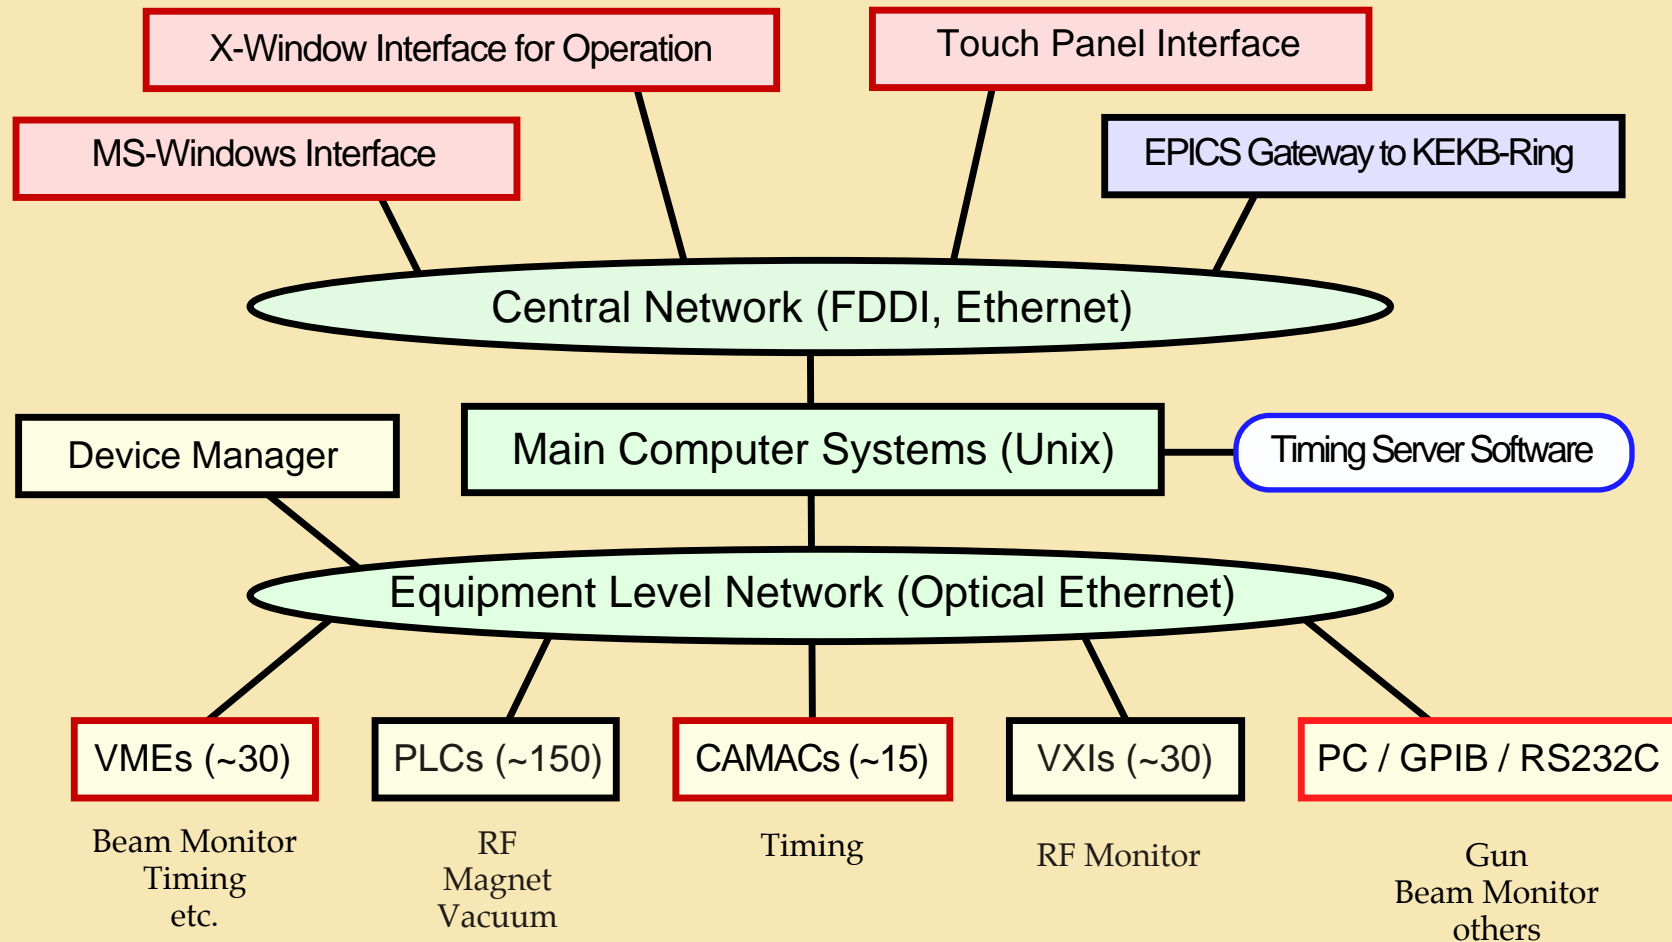 X-Window Interface for Operation
Touch Panel Interface
MS-Windows Interface
EPICS Gateway to KEKB-Ring
Central Network (FDDI, Ethernet)
Device Manager
Main Computer Systems (Unix)
Timing Server Software
Equipment Level Network (Optical Ethernet)
VMEs (~30)
PLCs (~150)
CAMACs (~15)
VXIs (~30)
PC / GPIB / RS232C
Beam Monitor
Timing
etc.
RF
Magnet
Vacuum
Timing
RF Monitor
Gun
Beam Monitor
others